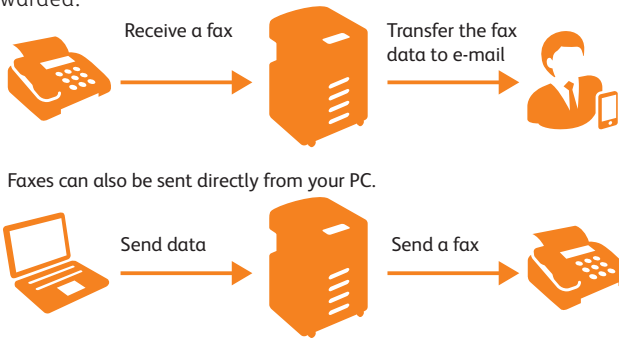 Receive a fax
Transfer the fax
data to e-mail
Faxes can also be sent directly from your PC.
Send data
Send a fax